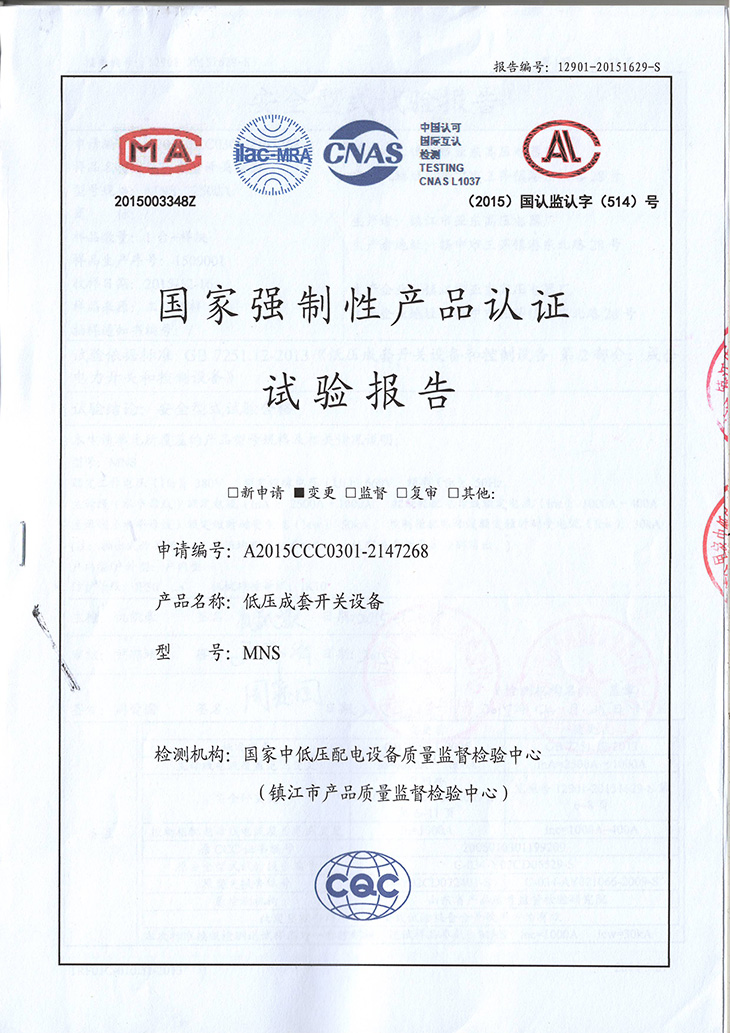 报告编号：12901-20151629-S
MA
ilac-MRA
CNAS
中国认可
国际互认
检测
TESTING
CNAS L1037
AL
2015003348Z
（2015）国认监认字（514）号
国家强制性产品认证
试验报告
□新申请 ■变更 □监督 □复审 □其他：
申请编号：A2015CCC0301-2147268
产品名称：低压成套开关设备
型 号：MNS
检测机构：国家中低压配电设备质量监督检验中心
（镇江市产品质量监督检验中心）
CQC